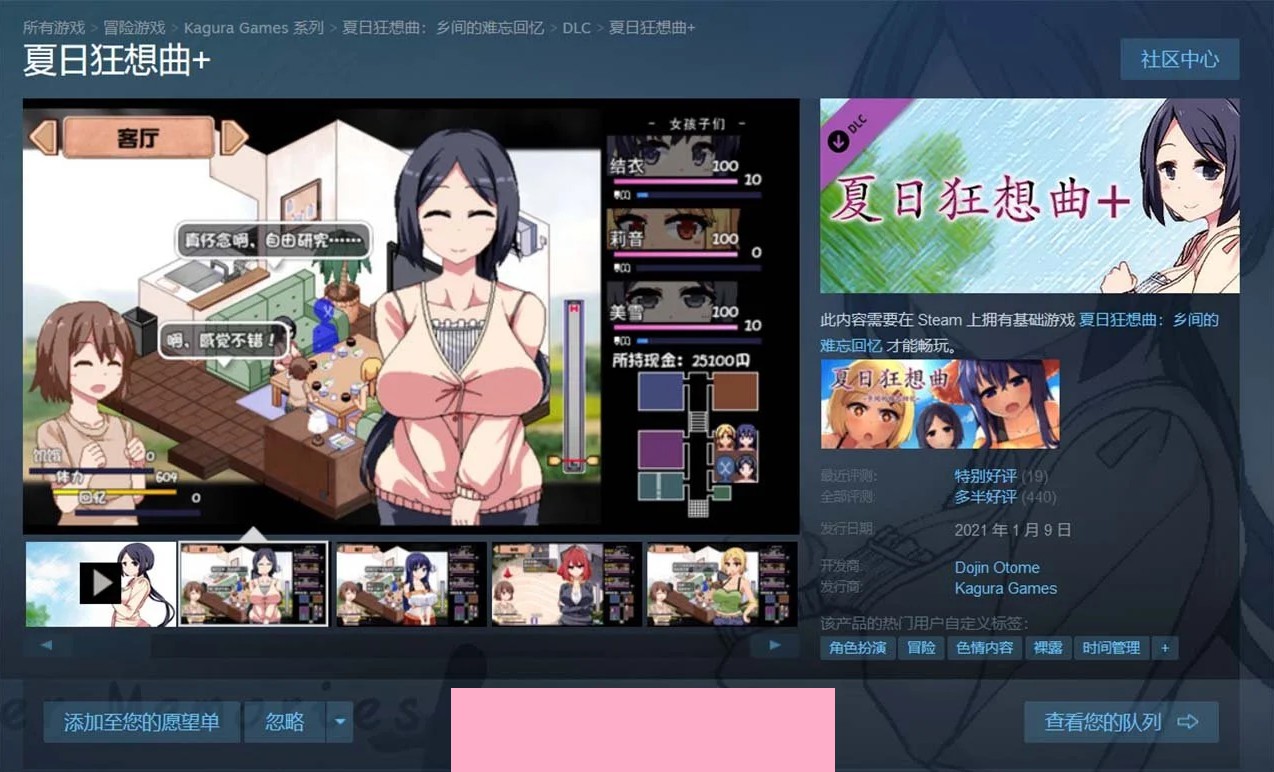 所有游戏 > 冒险游戏 > Kagura Games 系列 > 夏日狂想曲：乡间的难忘回忆 > DLC > 夏日狂想曲+
夏日狂想曲+
社区中心
客厅
- 女孩子们 -
结衣 100
20
莉音 100
0
美雪 100
20
所持现金：25100円
真怀念啊，自由研究……
啊，感觉不错！
饥饿 0
体力 604
回忆 0
DLC
夏日狂想曲+
此内容需要在 Steam 上拥有基础游戏 夏日狂想曲：乡间的
难忘回忆 才能畅玩。
夏日狂想曲
最近评测: 特别好评 (19)
全部评测: 多半好评 (440)
发行日期: 2021 年 1 月 9 日
开发商: Dojin Otome
发行商: Kagura Games
该产品的热门用户自定义标签：
角色扮演 冒险 色情内容 裸露 时间管理 +
添加至您的愿望单 忽略
查看您的队列